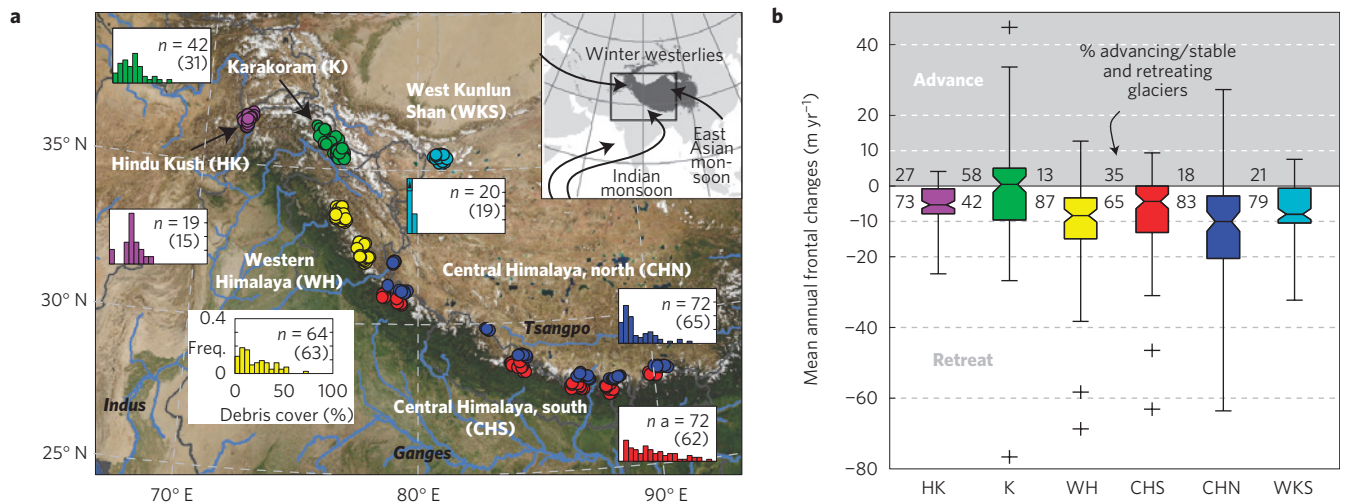 a
n = 42
(31)
Karakoram (K)
West Kunlun
Shan (WKS)
Hindu Kush (HK)
Winter westerlies
East
Asian
mon-
soon
Indian
monsoon
n = 20
(19)
n = 19
(15)
Western
Himalaya (WH)
Central Himalaya, north (CHN)
n = 72
(65)
Tsangpo
0.4
Freq.
0
n = 64
(63)
0 50 100
Debris cover (%)
Indus
Central Himalaya, south
(CHS)
Ganges
n a = 72
(62)
35° N
30° N
25° N
70° E 80° E 90° E
b
Mean annual frontal changes (m yr−1)
40
20
10
0
−10
−20
−40
−60
−80
Advance
% advancing/stable
and retreating
glaciers
27 58 13 35 18 21
73 42 87 65 83 79
Retreat
HK K WH CHS CHN WKS